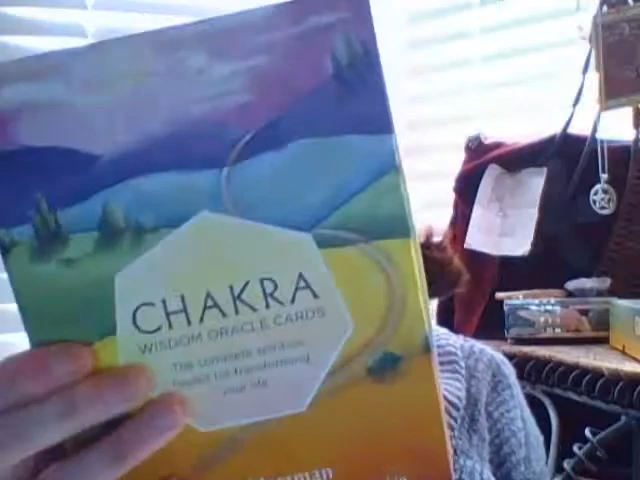 CHAKRA
WISDOM ORACLE CARDS
The complete spiritual
toolkit for transforming
your life